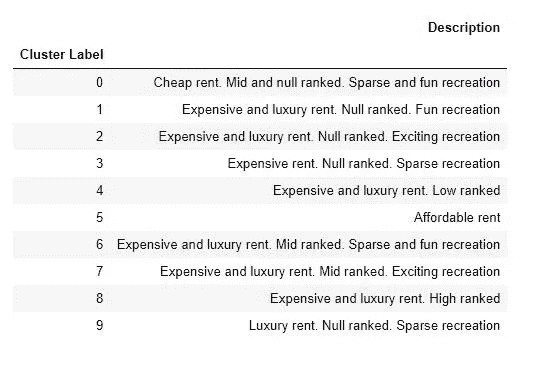 Description
Cluster Label
0 Cheap rent. Mid and null ranked. Sparse and fun recreation
1 Expensive and luxury rent. Null ranked. Fun recreation
2 Expensive and luxury rent. Null ranked. Exciting recreation
3 Expensive rent. Null ranked. Sparse recreation
4 Expensive and luxury rent. Low ranked
5 Affordable rent
6 Expensive and luxury rent. Mid ranked. Sparse and fun recreation
7 Expensive and luxury rent. Mid ranked. Exciting recreation
8 Expensive and luxury rent. High ranked
9 Luxury rent. Null ranked. Sparse recreation